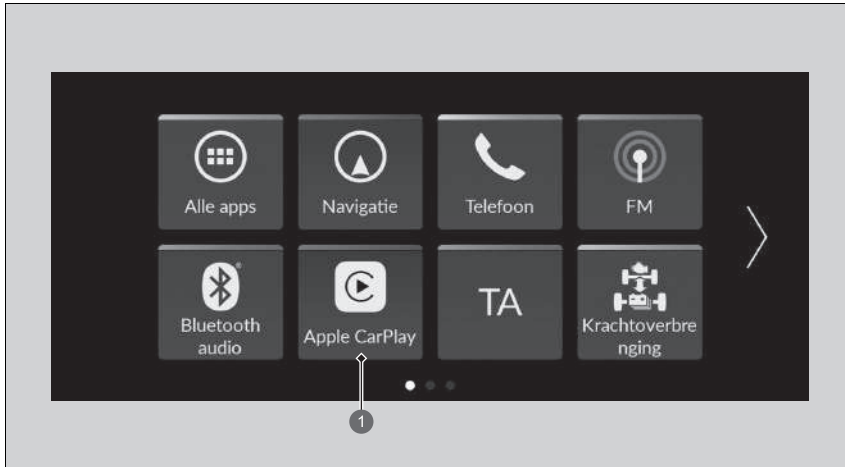 Alle apps
Navigatie
Telefoon
FM
Bluetooth
audio
Apple CarPlay
TA
Krachtoverbre
nging
1